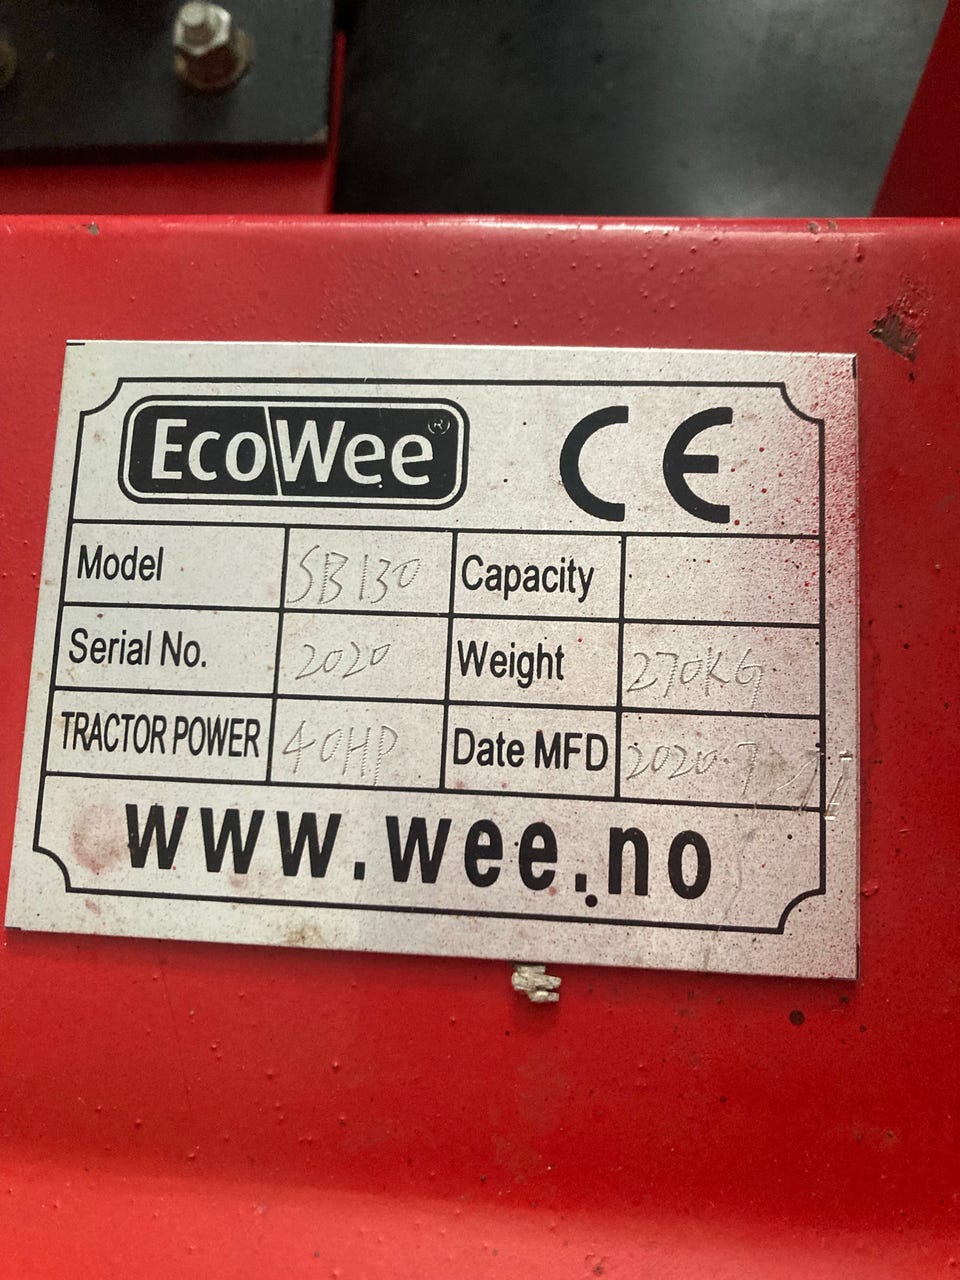 EcoWee® CE
Model SB130 Capacity
Serial No. 2020 Weight 270KG
TRACTOR POWER 40HP Date MFD 2020.7
www.wee.no